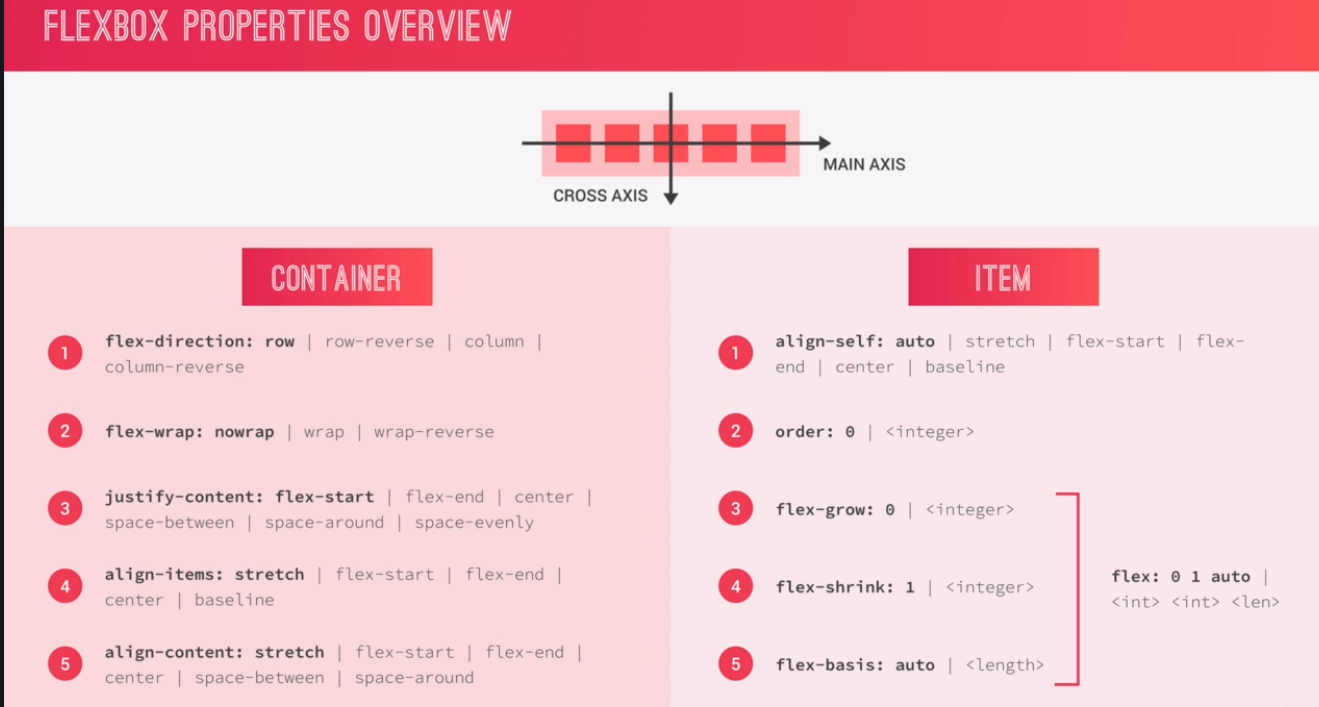 FLEXBOX PROPERTIES OVERVIEW
MAIN AXIS
CROSS AXIS
CONTAINER
1
flex-direction: row | row-reverse | column |
column-reverse
2
flex-wrap: nowrap | wrap | wrap-reverse
3
justify-content: flex-start | flex-end | center |
space-between | space-around | space-evenly
4
align-items: stretch | flex-start | flex-end |
center | baseline
5
align-content: stretch | flex-start | flex-end |
center | space-between | space-around
ITEM
1
align-self: auto | stretch | flex-start | flex-
end | center | baseline
2
order: 0 | <integer>
3
flex-grow: 0 | <integer>
4
flex-shrink: 1 | <integer>
5
flex-basis: auto | <length>
flex: 0 1 auto |
<int> <int> <len>